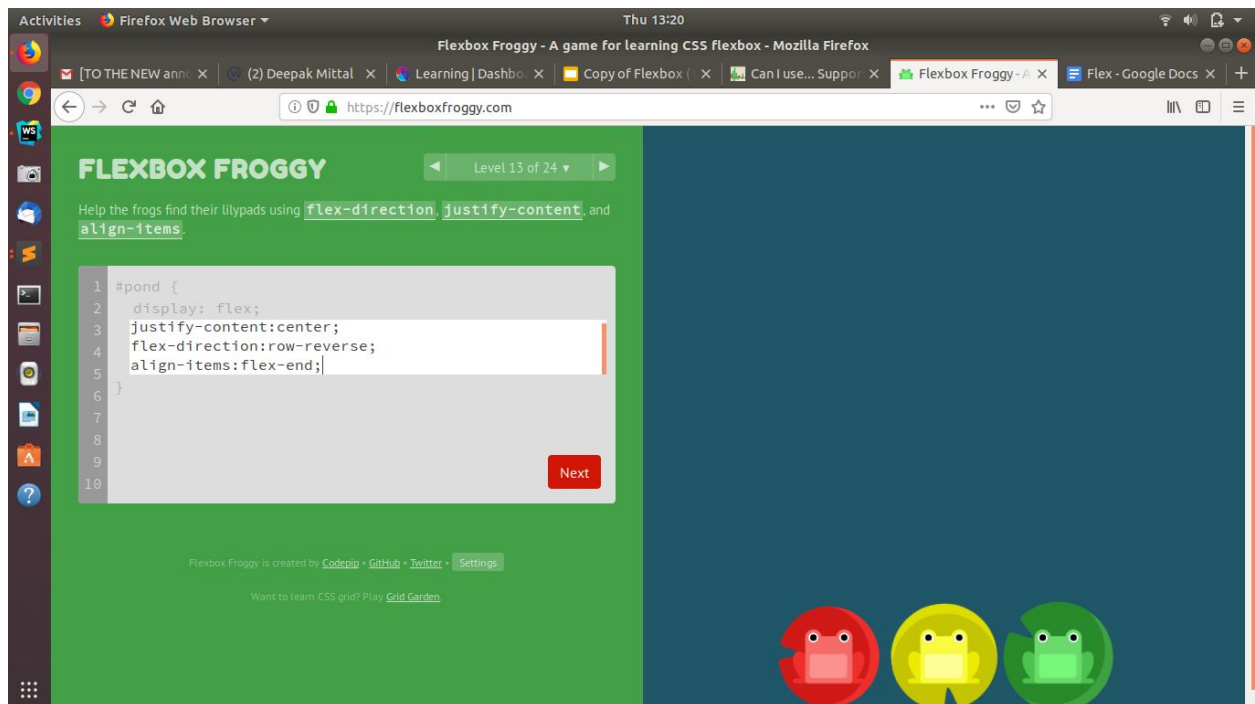 Activities Firefox Web Browser Thu 13:20
Flexbox Froggy - A game for learning CSS flexbox - Mozilla Firefox
[TO THE NEW anno (2) Deepak Mittal Learning | Dashbo Copy of Flexbox (1 Can I use... Suppor Flexbox Froggy - A Flex - Google Docs
https://flexboxfroggy.com
FLEXBOX FROGGY
Level 13 of 24
Help the frogs find their lilypads using flex-direction, justify-content, and
align-items.
1 #pond {
2 display: flex;
3 justify-content:center;
4 flex-direction:row-reverse;
5 align-items:flex-end;
6 }
7
8
9
10
Next
Flexbox Froggy is created by Codepip • GitHub • Twitter • Settings
Want to learn CSS grid? Play Grid Garden.
WS